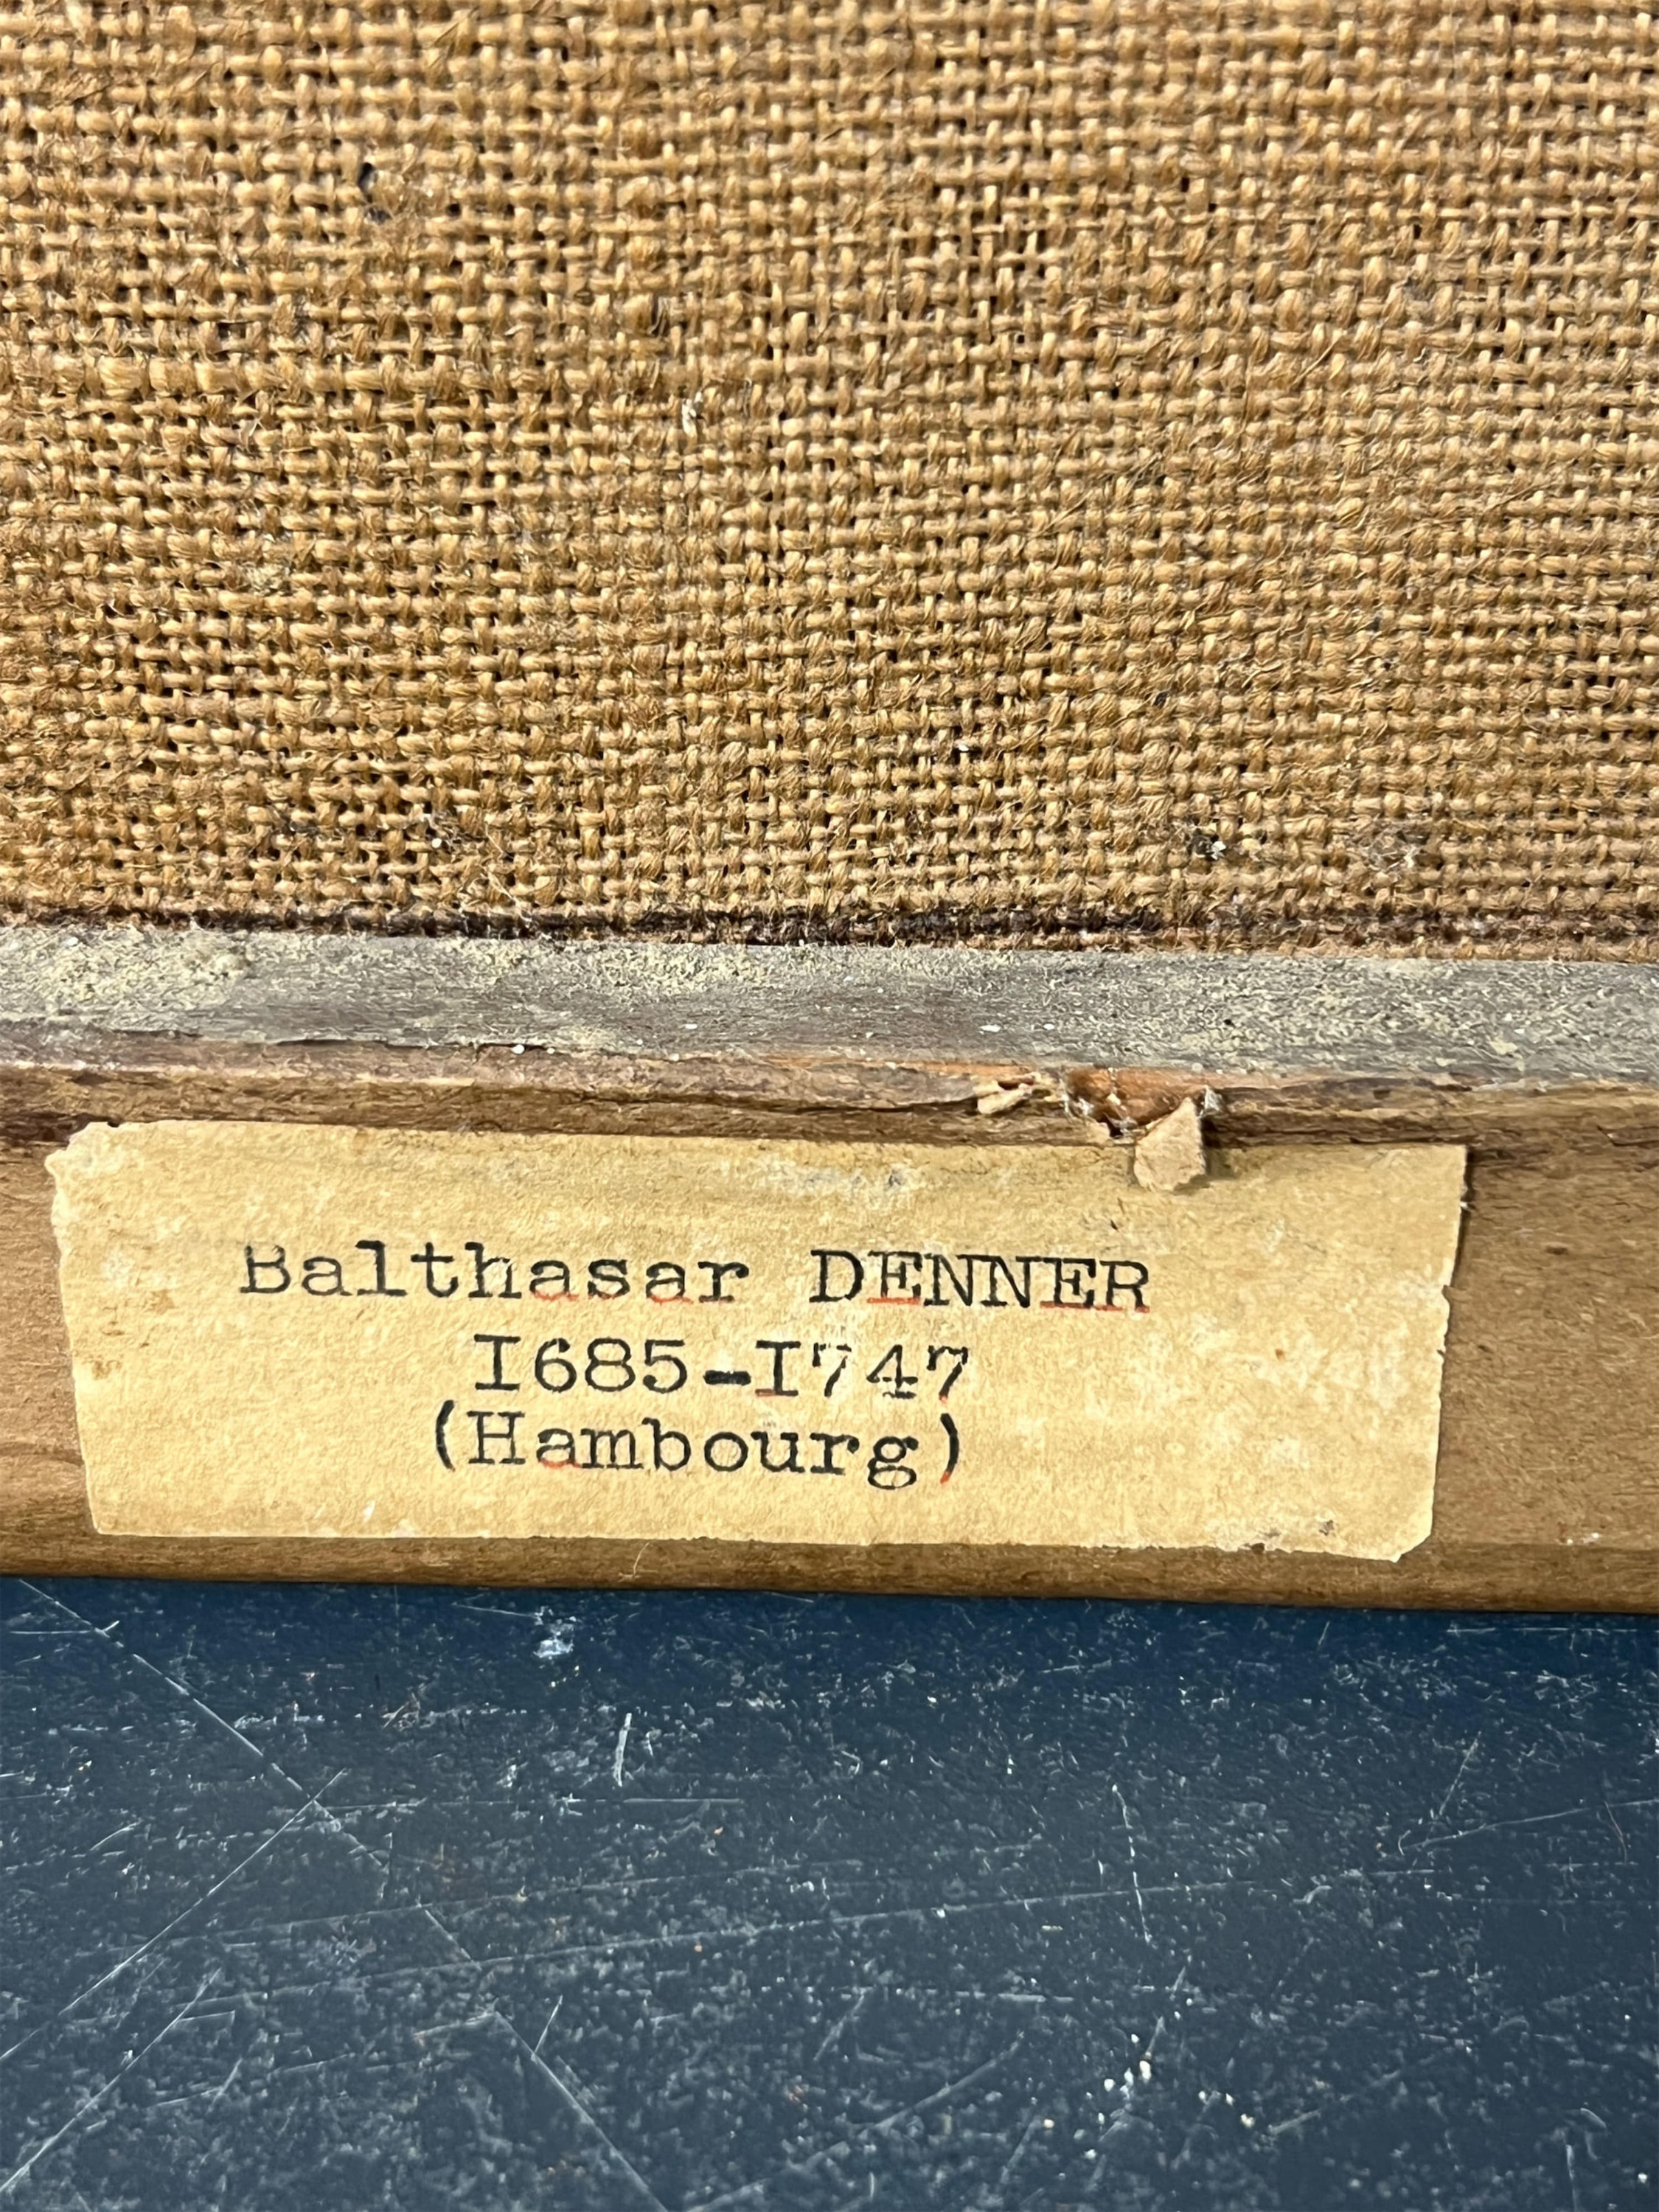 Balthasar DENNER
I685-I747
(Hambourg)